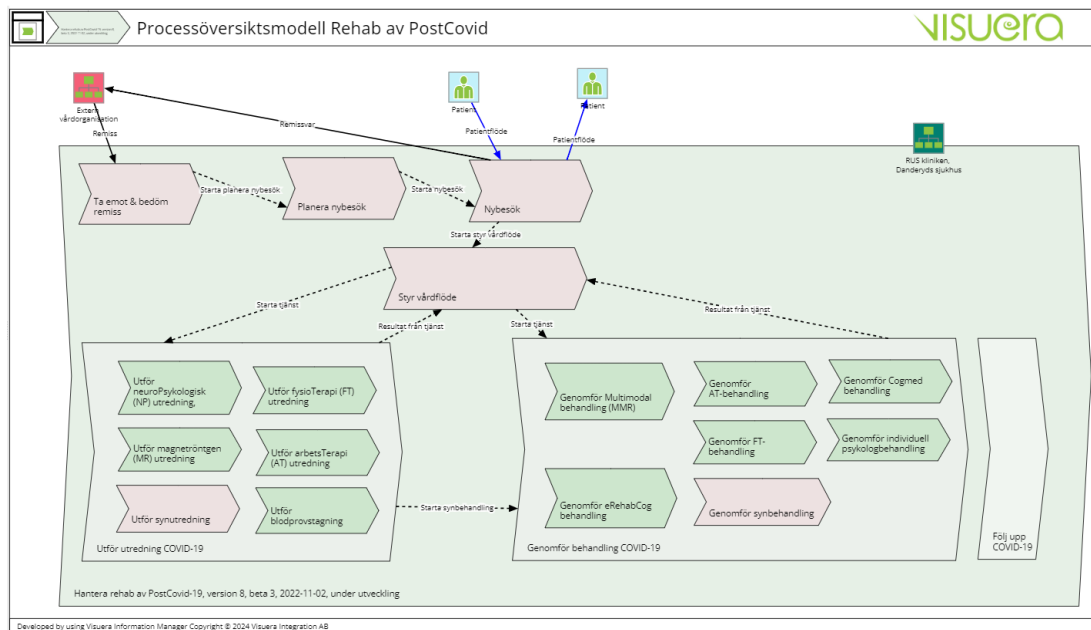 Processöversiktsmodell Rehab av PostCovid
VISUERA
Extern
vårdorganisation
Patient
Patient
Remiss
Remissvar
Patientflöde
Patientflöde
RUS kliniken,
Danderyds sjukhus
Ta emot & bedöm
remiss
Starta planera nybesök
Planera nybesök
Starta nybesök
Nybesök
Starta styr vårdflöde
Styr vårdflöde
Starta tjänst
Resultat från tjänst
Starta tjänst
Resultat från tjänst
Utför
neuroPsykologisk
(NP) utredning,
Utför fysioTerapi (FT)
utredning
Utför magnetröntgen
(MR) utredning
Utför arbetsTerapi
(AT) utredning
Utför synutredning
Utför
blodprovstagning
Utför utredning COVID-19
Starta synbehandling
Genomför Multimodal
behandling (MMR)
Genomför
AT-behandling
Genomför Cogmed
behandling
Genomför FT-
behandling
Genomför individuell
psykologbehandling
Genomför eRehabCog
behandling
Genomför synbehandling
Genomför behandling COVID-19
Följ upp
COVID-19
Hantera rehab av PostCovid-19, version 8, beta 3, 2022-11-02, under utveckling
Developed by using Visuera Information Manager Copyright © 2024 Visuera Integration AB